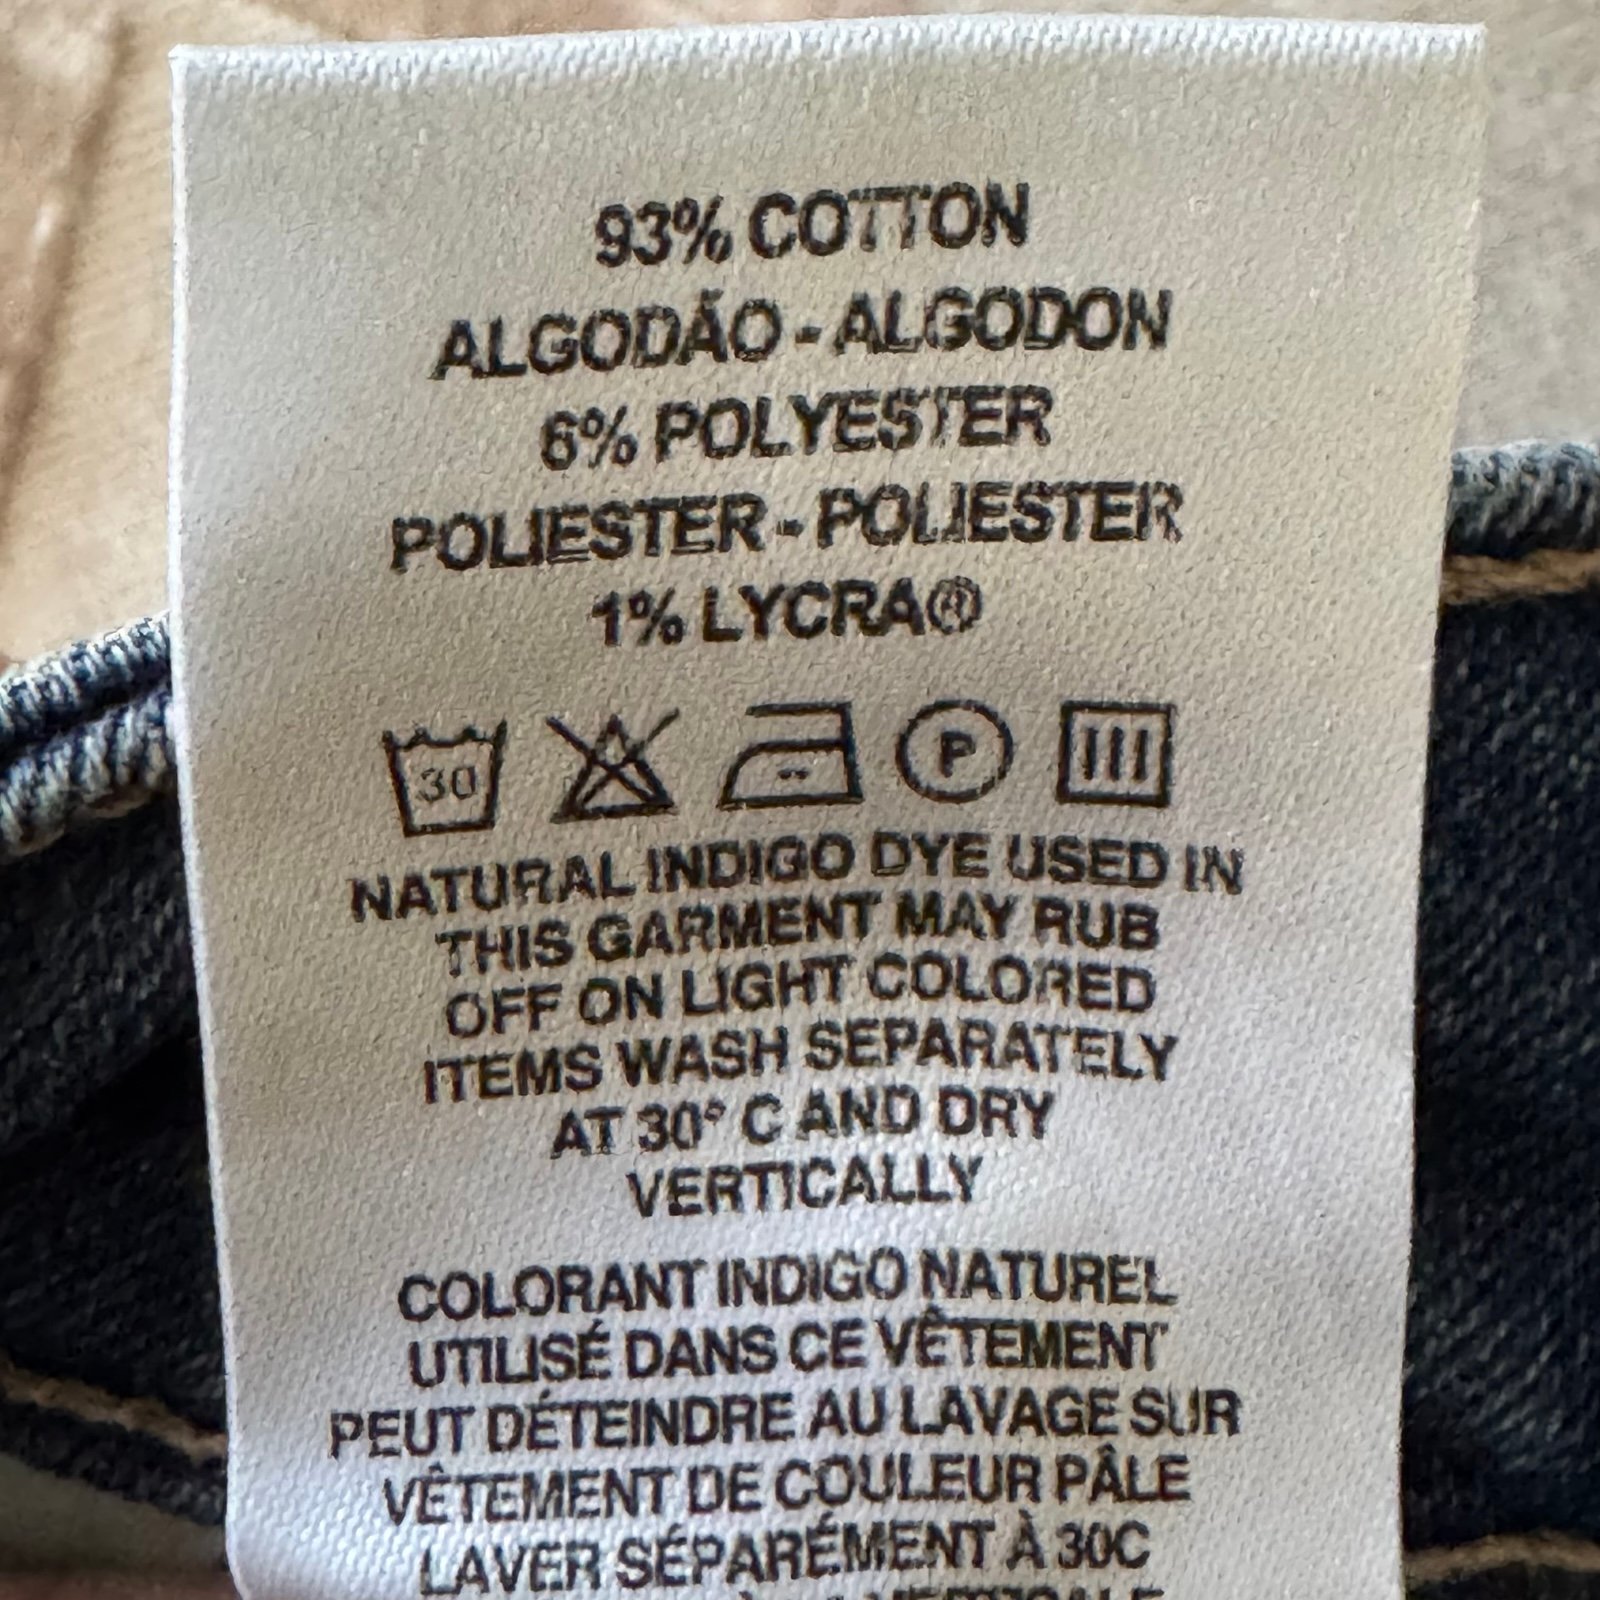 93% COTTON
ALGODÃO - ALGODON
6% POLYESTER
POLIESTER - POLIESTER
1% LYCRA®
30 P
NATURAL INDIGO DYE USED IN
THIS GARMENT MAY RUB
OFF ON LIGHT COLORED
ITEMS WASH SEPARATELY
AT 30° C AND DRY
VERTICALLY
COLORANT INDIGO NATUREL
UTILISÉ DANS CE VÊTEMENT
PEUT DÉTEINDRE AU LAVAGE SUR
VÊTEMENT DE COULEUR PÂLE
LAVER SÉPARÉMENT À 30C